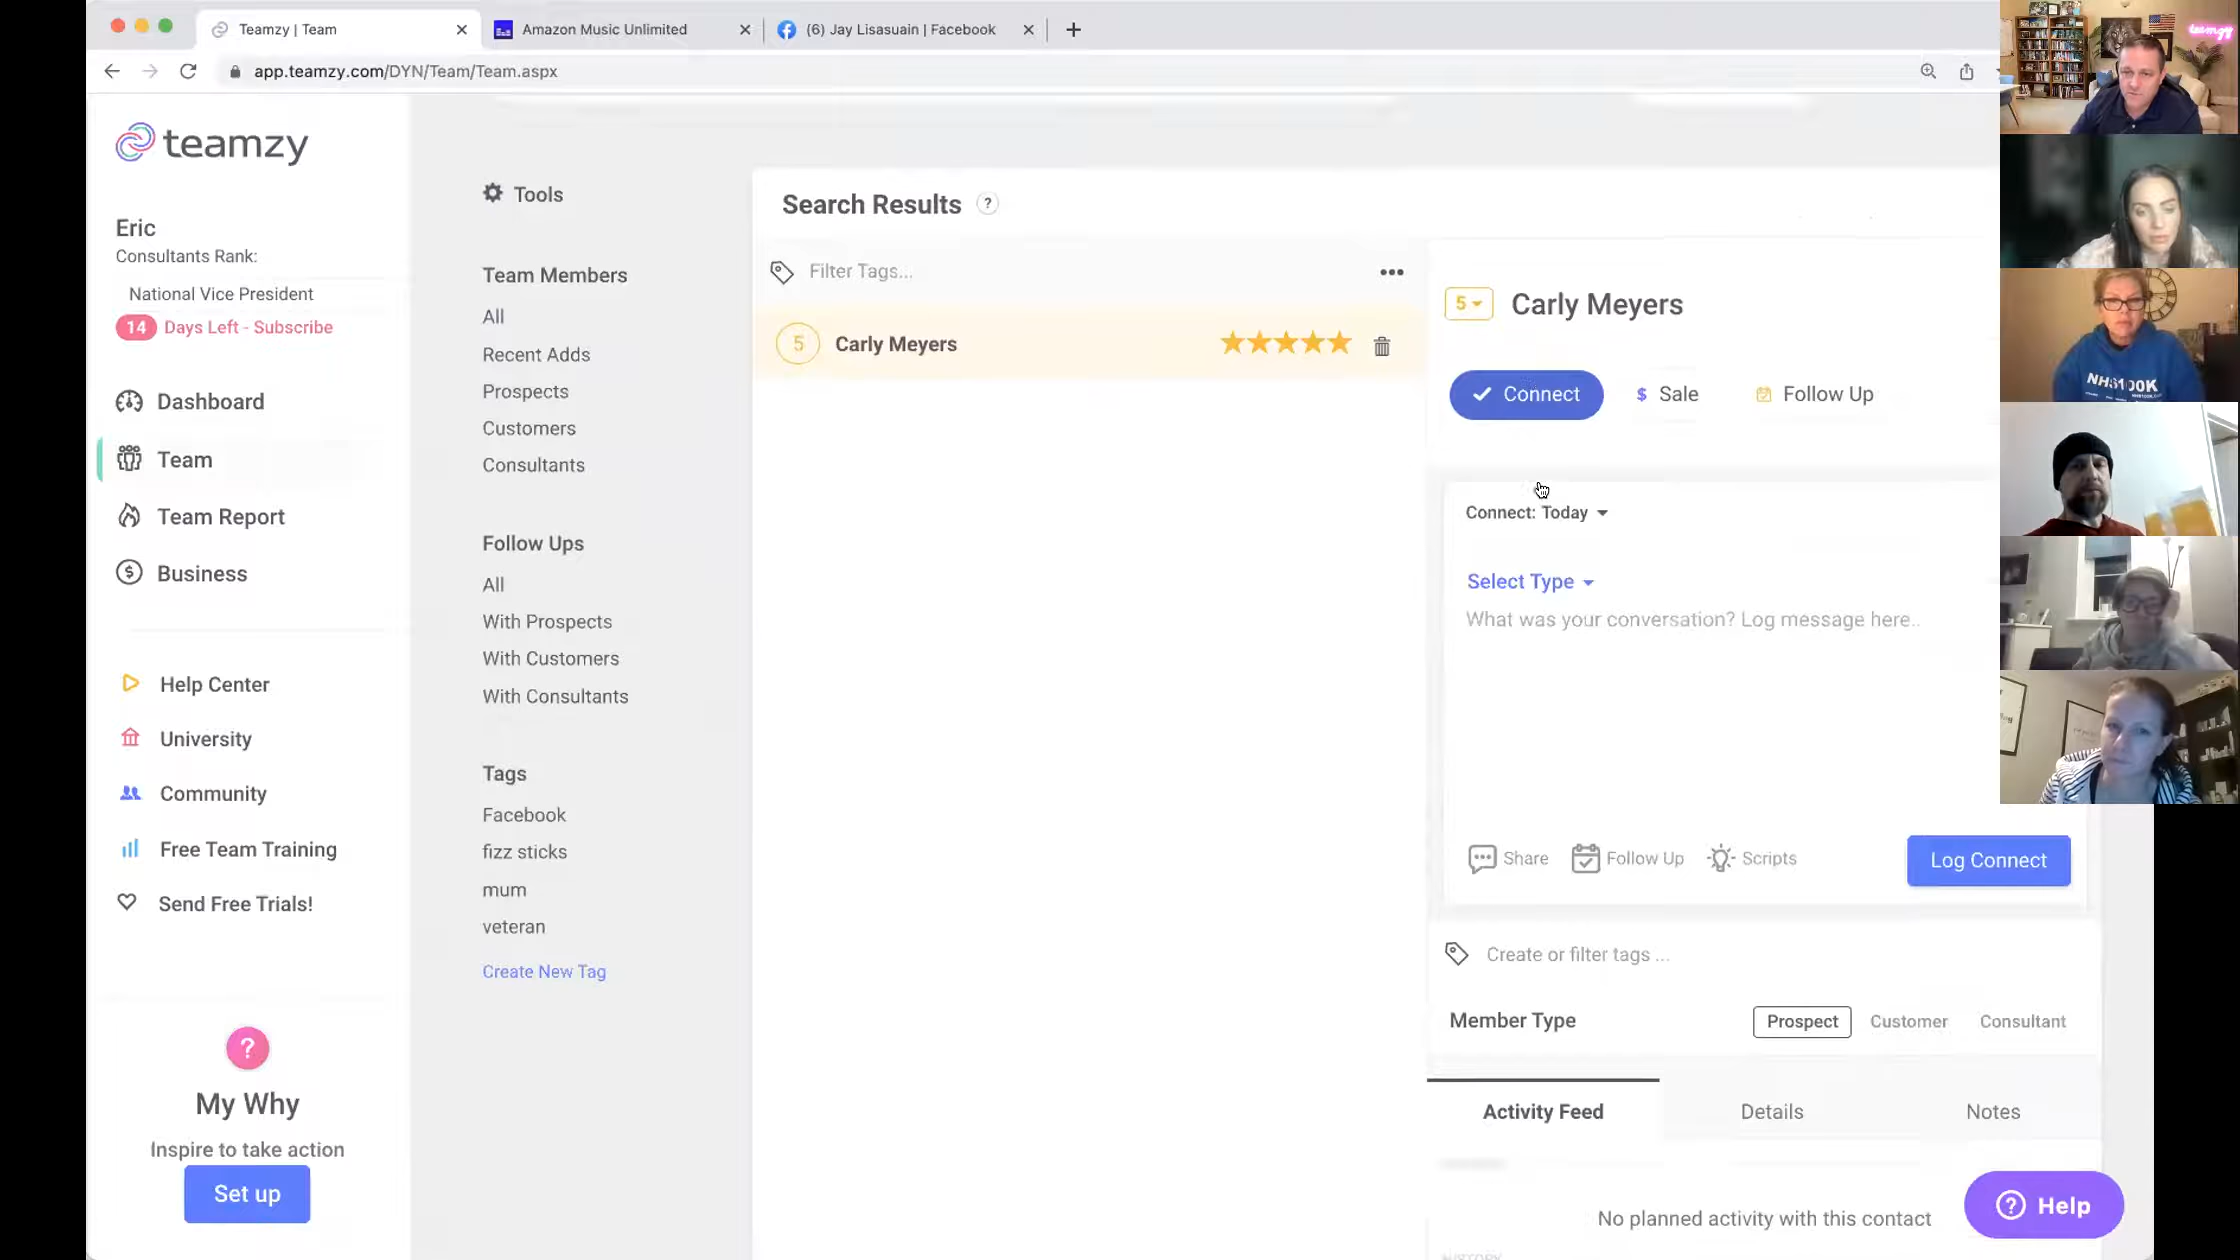 Teamzy | Team
Amazon Music Unlimited
(6) Jay Lisasuain | Facebook
app.teamzy.com/DYN/Team/Team.aspx
teamzy
teamzy
Eric
Consultants Rank:
National Vice President
14 Days Left - Subscribe
Dashboard
Team
Team Report
Business
Help Center
University
Community
Free Team Training
Send Free Trials!
?
My Why
Inspire to take action
Set up
Tools
Team Members
All
Recent Adds
Prospects
Customers
Consultants
Follow Ups
All
With Prospects
With Customers
With Consultants
Tags
Facebook
fizz sticks
mum
veteran
Create New Tag
Search Results ?
Filter Tags...
5 Carly Meyers
5 Carly Meyers
Connect $ Sale Follow Up
Connect: Today
Select Type
What was your conversation? Log message here..
Share Follow Up Scripts Log Connect
Create or filter tags ...
Member Type Prospect Customer Consultant
Activity Feed Details Notes
No planned activity with this contact
HISTORY
? Help
NHS100K